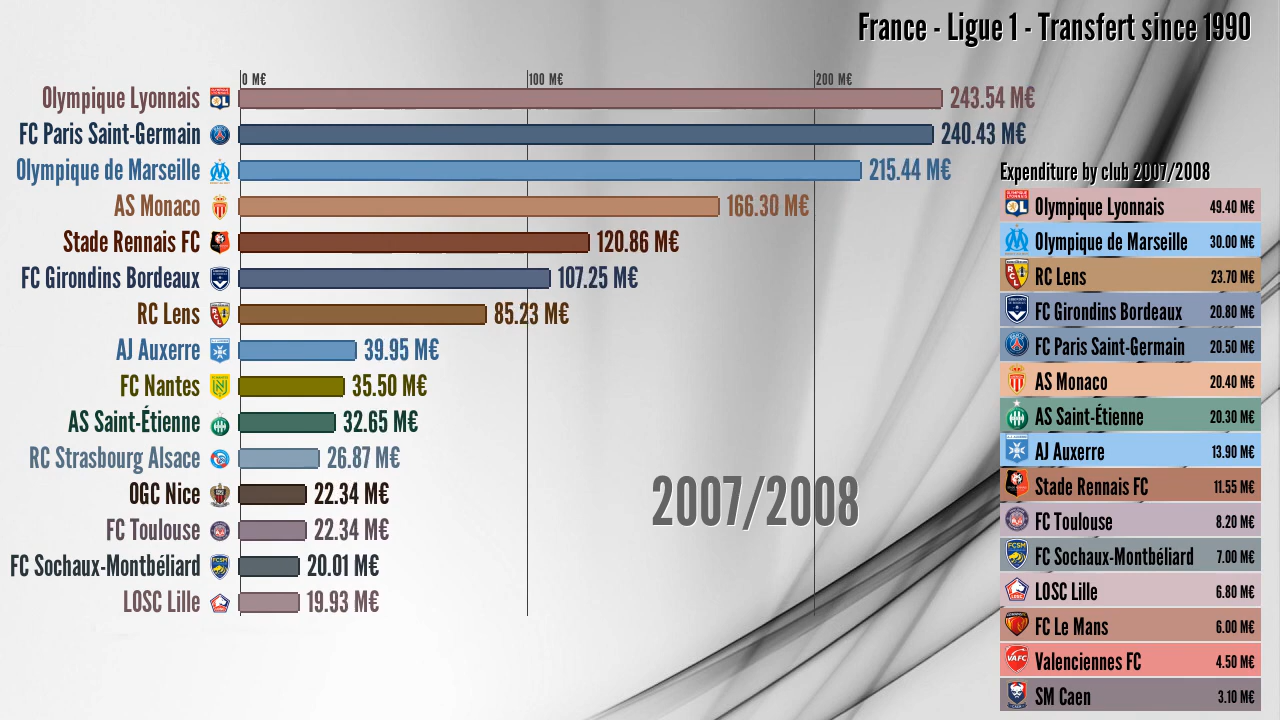 France - Ligue 1 - Transfert since 1990
0 M€ 100 M€ 200 M€
Olympique Lyonnais 243.54 M€
FC Paris Saint-Germain 240.43 M€
Olympique de Marseille 215.44 M€
AS Monaco 166.30 M€
Stade Rennais FC 120.86 M€
FC Girondins Bordeaux 107.25 M€
RC Lens 85.23 M€
AJ Auxerre 39.95 M€
FC Nantes 35.50 M€
AS Saint-Étienne 32.65 M€
RC Strasbourg Alsace 26.87 M€
OGC Nice 22.34 M€
FC Toulouse 22.34 M€
FC Sochaux-Montbéliard 20.01 M€
LOSC Lille 19.93 M€
2007/2008
Expenditure by club 2007/2008
Olympique Lyonnais 49.40 M€
Olympique de Marseille 30.00 M€
RC Lens 23.70 M€
FC Girondins Bordeaux 20.80 M€
FC Paris Saint-Germain 20.50 M€
AS Monaco 20.40 M€
AS Saint-Étienne 20.30 M€
AJ Auxerre 13.90 M€
Stade Rennais FC 11.55 M€
FC Toulouse 8.20 M€
FC Sochaux-Montbéliard 7.00 M€
LOSC Lille 6.80 M€
FC Le Mans 6.00 M€
Valenciennes FC 4.50 M€
SM Caen 3.10 M€